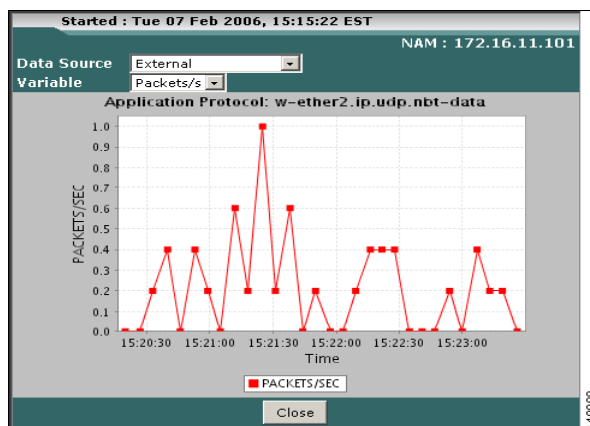 Started : Tue 07 Feb 2006, 15:15:22 EST
NAM : 172.16.11.101
Data Source External
Variable Packets/s
Application Protocol: w-ether2.ip.udp.nbt-data
PACKETS/SEC
1.0
0.9
0.8
0.7
0.6
0.5
0.4
0.3
0.2
0.1
0.0
15:20:30 15:21:00 15:21:30 15:22:00 15:22:30 15:23:00
Time
PACKETS/SEC
Close